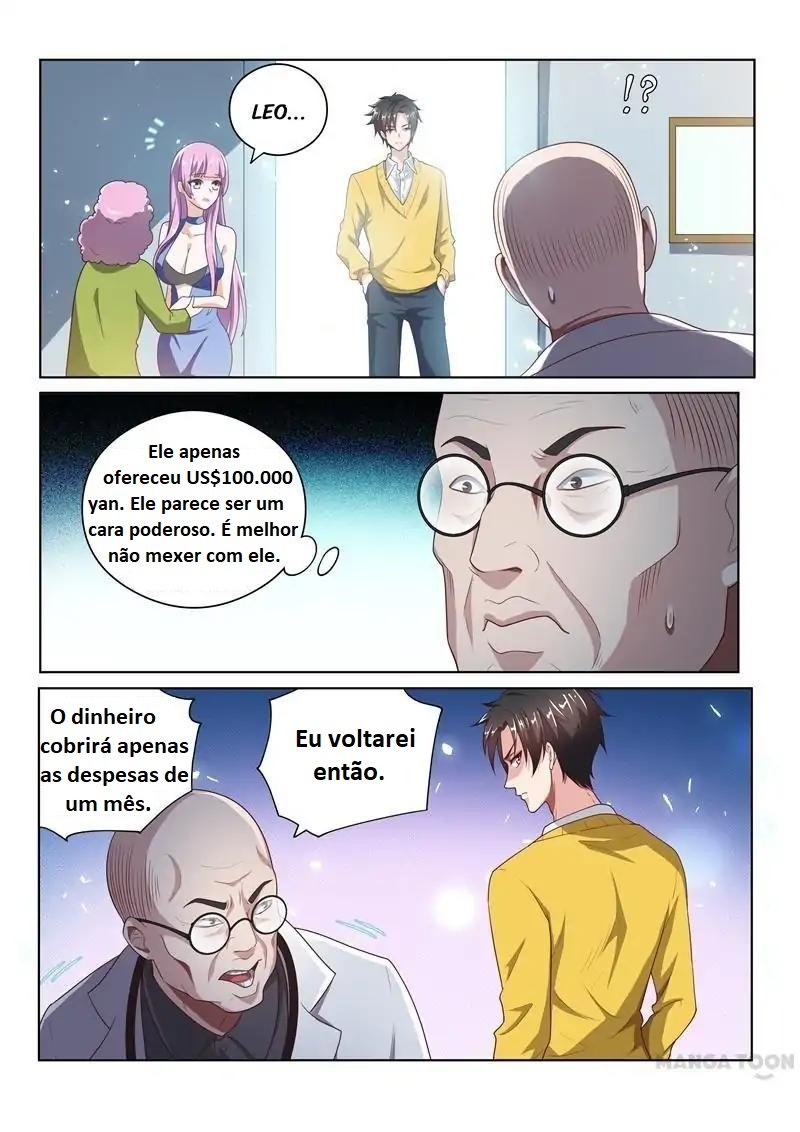 LEO...
!?
Ele apenas
ofereceu US$100.000
yan. Ele parece ser um
cara poderoso. É melhor
não mexer com ele.
O dinheiro
cobrirá apenas
as despesas de
um mês.
Eu voltarei
então.
MANGA TOON